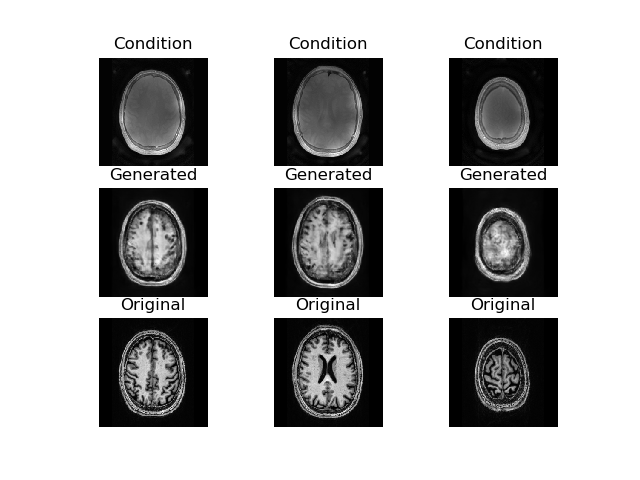 Condition Condition Condition
Generated Generated Generated
Original Original Original